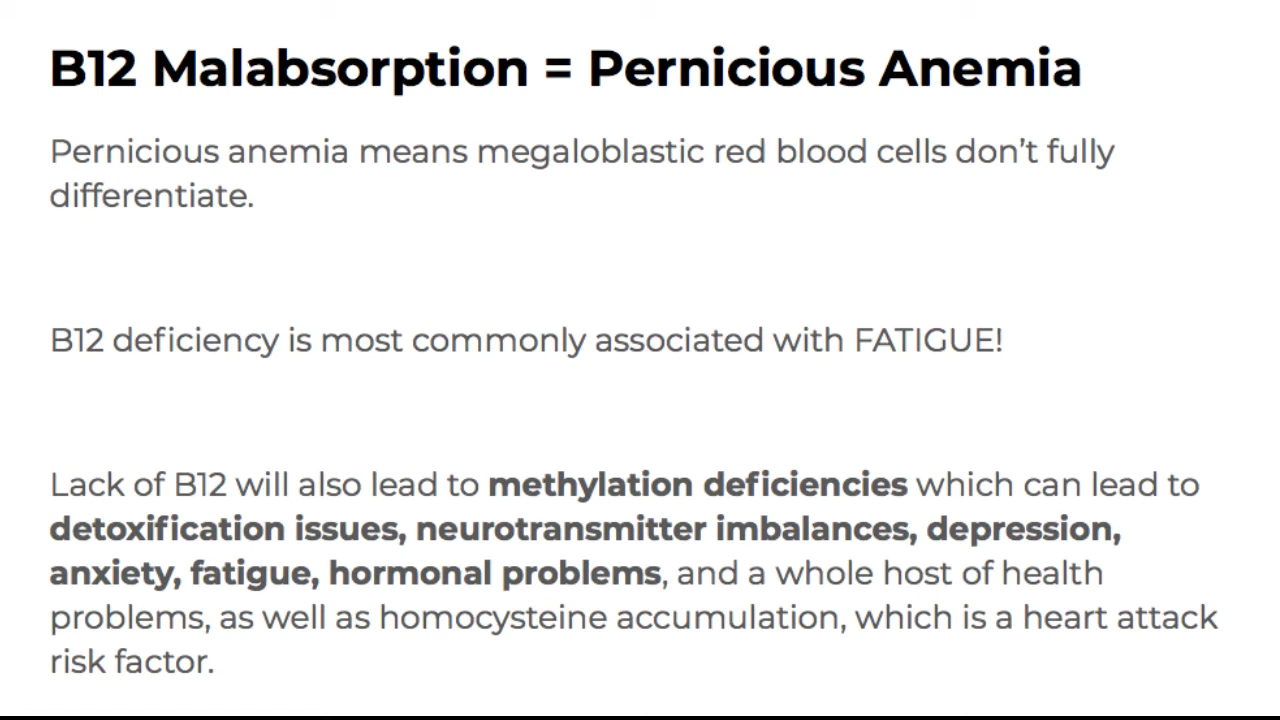 B12 Malabsorption = Pernicious Anemia
Pernicious anemia means megaloblastic red blood cells don’t fully
differentiate.
B12 deficiency is most commonly associated with FATIGUE!
Lack of B12 will also lead to methylation deficiencies which can lead to
detoxification issues, neurotransmitter imbalances, depression,
anxiety, fatigue, hormonal problems, and a whole host of health
problems, as well as homocysteine accumulation, which is a heart attack
risk factor.